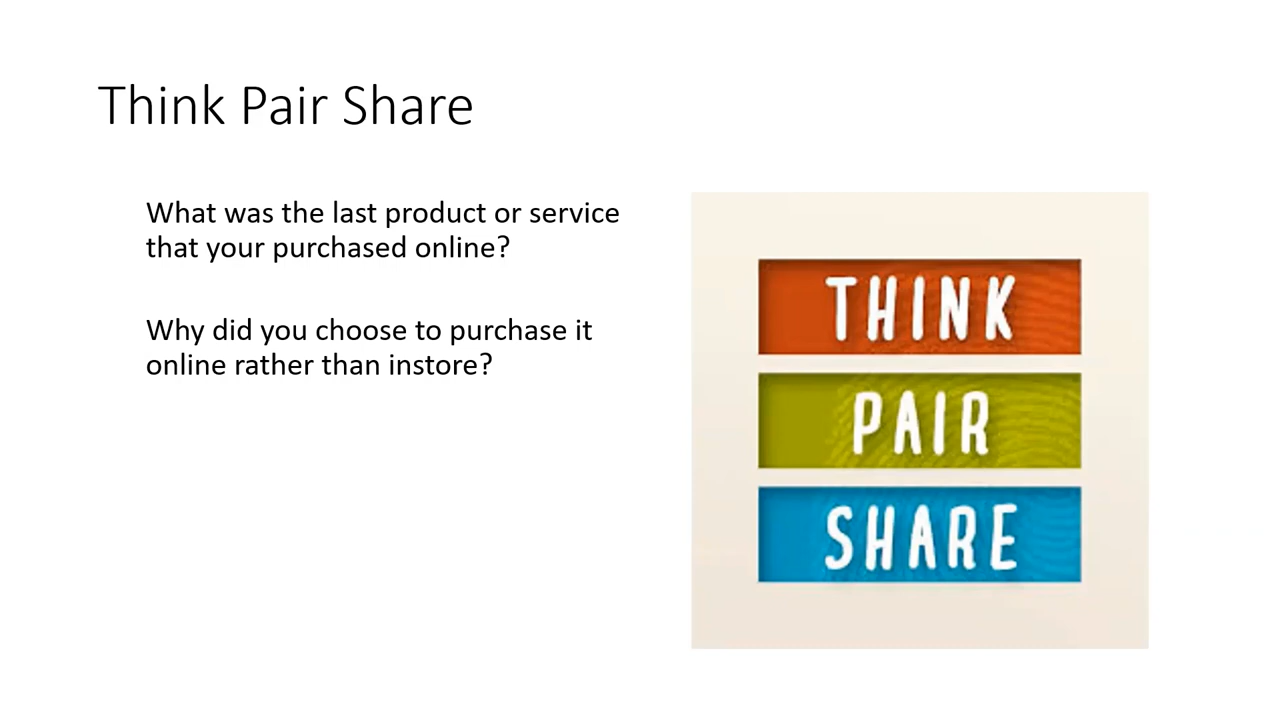 Think Pair Share
What was the last product or service
that your purchased online?
Why did you choose to purchase it
online rather than instore?
THINK
PAIR
SHARE